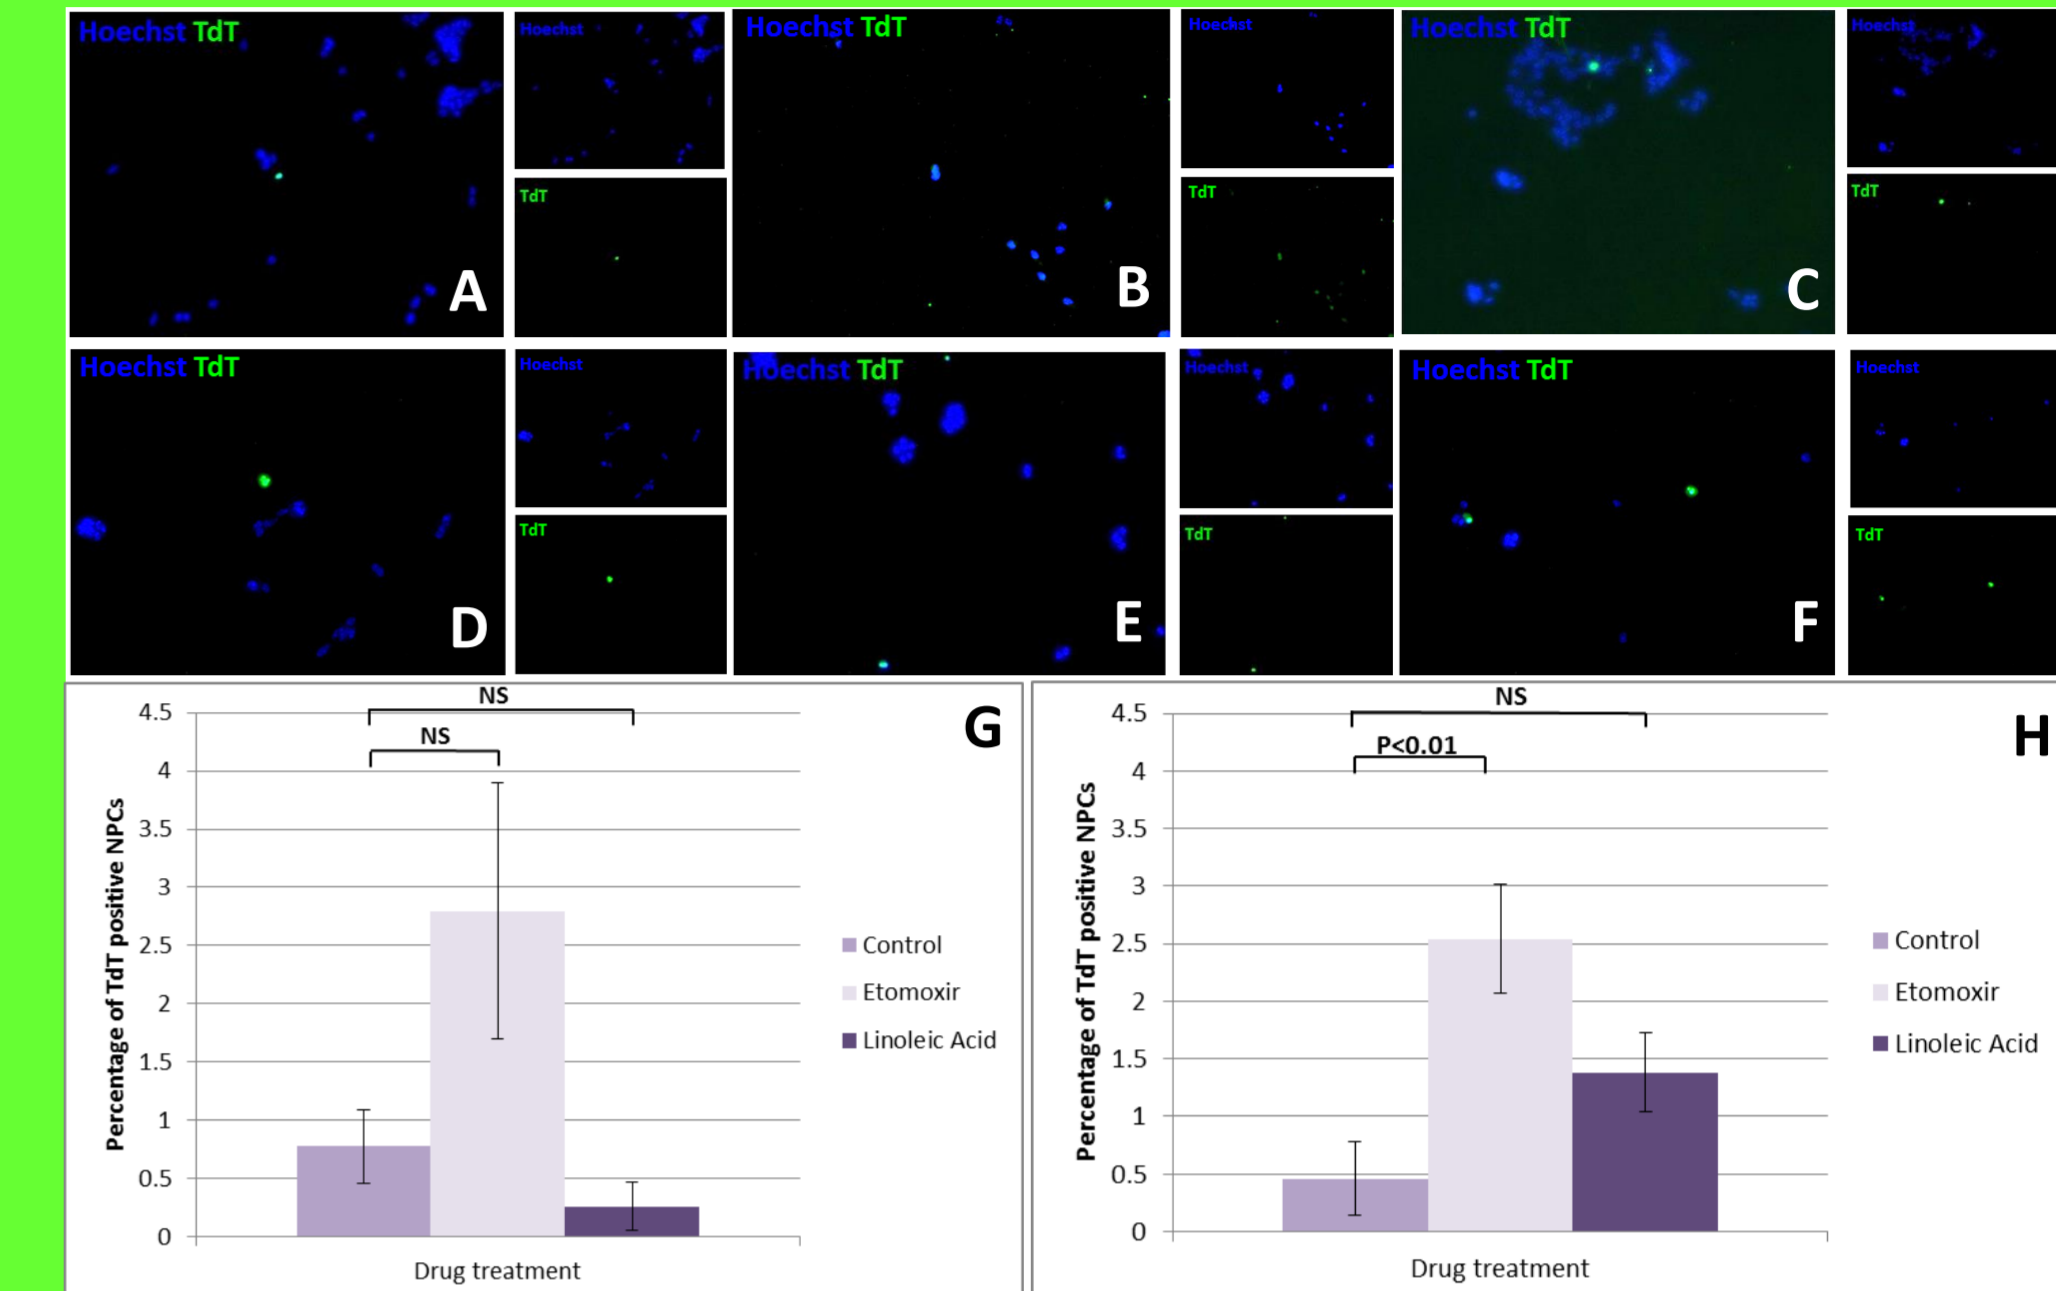 Hoechst TdT
Hoechst
TdT
A
Hoechst TdT
Hoechst
TdT
B
Hoechst TdT
Hoechst
TdT
C
Hoechst TdT
Hoechst
TdT
D
Hoechst TdT
Hoechst
TdT
E
Hoechst TdT
Hoechst
TdT
F
G
NS
NS
Percentage of TdT positive NPCs
4.5
4
3.5
3
2.5
2
1.5
1
0.5
0
Drug treatment
Control
Etomoxir
Linoleic Acid
H
NS
P<0.01
Percentage of TdT positive NPCs
4.5
4
3.5
3
2.5
2
1.5
1
0.5
0
Drug treatment
Control
Etomoxir
Linoleic Acid